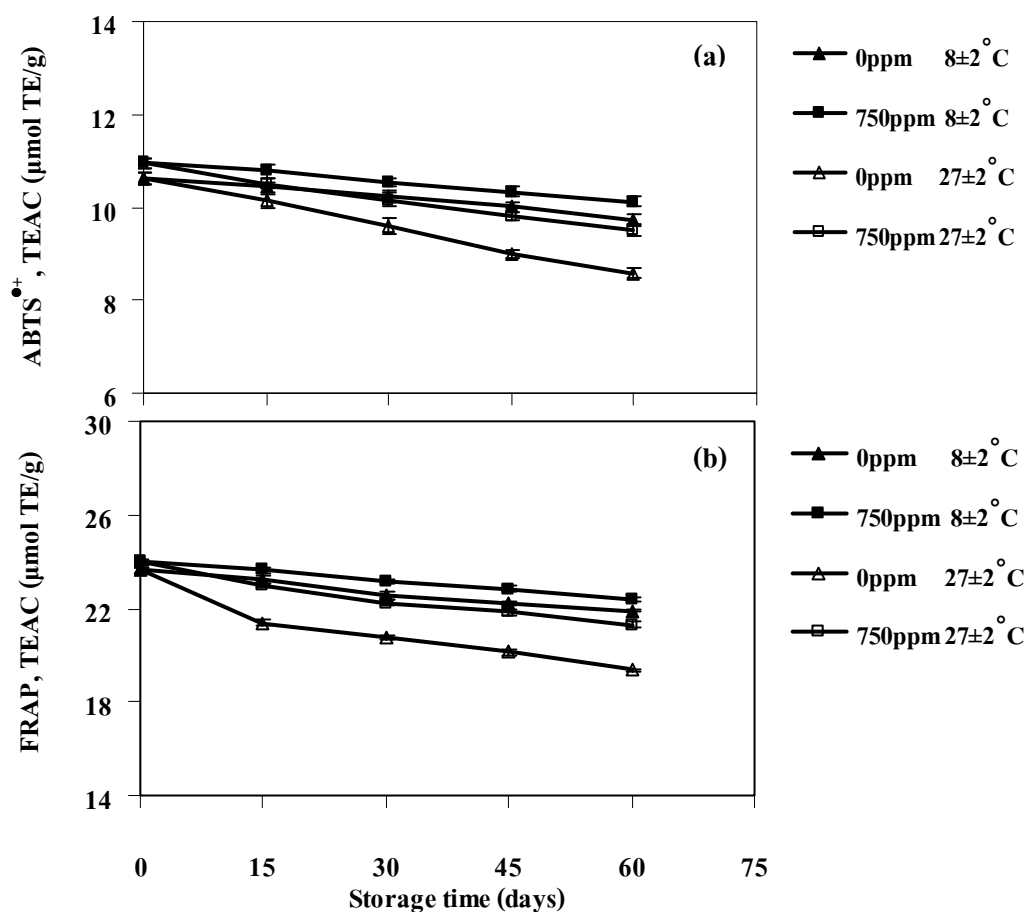 ABTS●+, TEAC (µmol TE/g)
14
12
10
8
6
(a)
0ppm 8±2°C
750ppm 8±2°C
0ppm 27±2°C
750ppm 27±2°C
FRAP, TEAC (µmol TE/g)
30
26
22
18
14
(b)
0ppm 8±2°C
750ppm 8±2°C
0ppm 27±2°C
750ppm 27±2°C
0 15 30 45 60 75
Storage time (days)